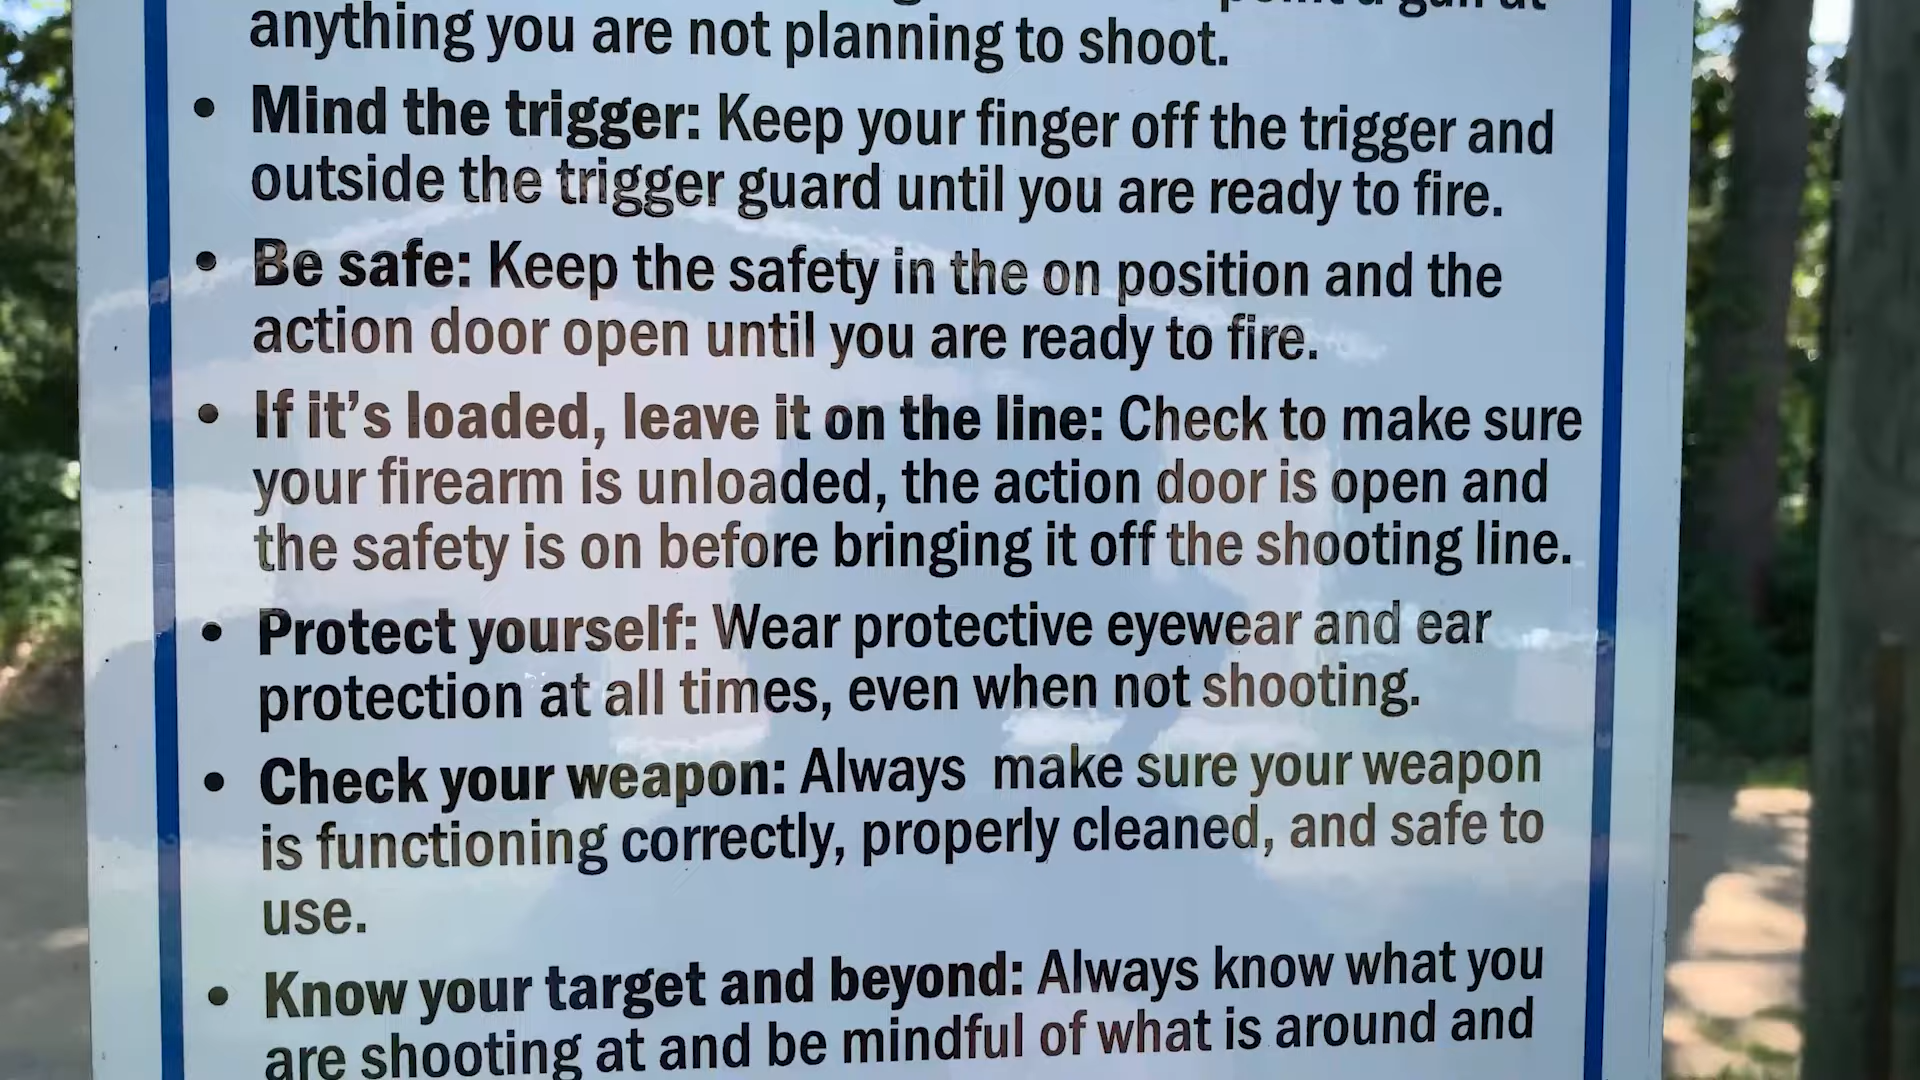 point a gun at
anything you are not planning to shoot.
• Mind the trigger: Keep your finger off the trigger and
outside the trigger guard until you are ready to fire.
• Be safe: Keep the safety in the on position and the
action door open until you are ready to fire.
• If it's loaded, leave it on the line: Check to make sure
your firearm is unloaded, the action door is open and
the safety is on before bringing it off the shooting line.
• Protect yourself: Wear protective eyewear and ear
protection at all times, even when not shooting.
• Check your weapon: Always  make sure your weapon
is functioning correctly, properly cleaned, and safe to
use.
• Know your target and beyond: Always know what you
are shooting at and be mindful of what is around and